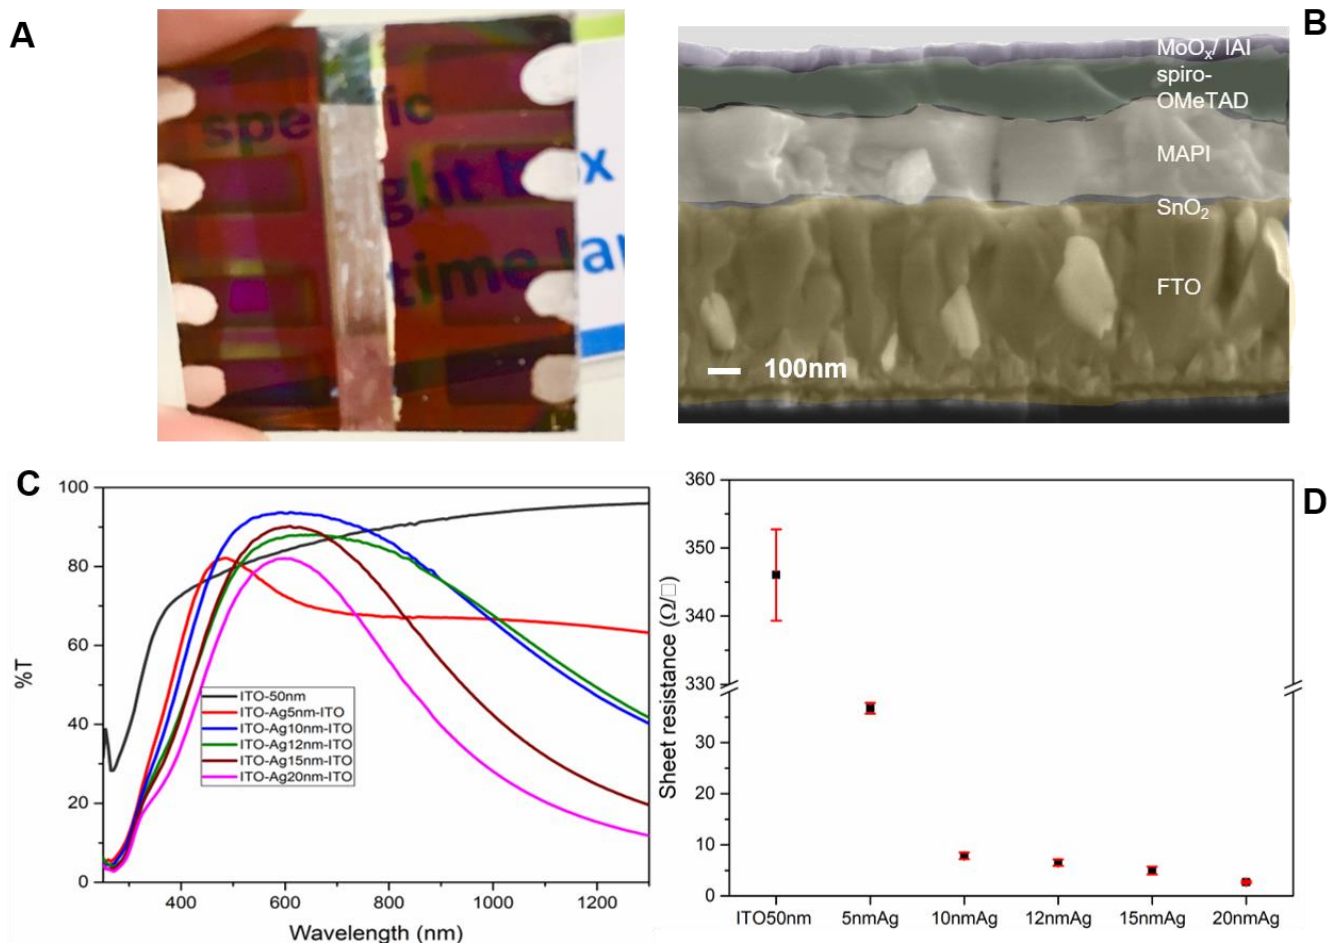 A
spe ic
ght b x
time la
B
MoOₓ/ IAI
spiro-
OMeTAD
MAPI
SnO₂
FTO
100nm
C
100
80
60
40
20
0
%T
400
600
800
1000
1200
Wavelength (nm)
ITO-50nm
ITO-Ag5nm-ITO
ITO-Ag10nm-ITO
ITO-Ag12nm-ITO
ITO-Ag15nm-ITO
ITO-Ag20nm-ITO
D
360
350
340
330
30
20
10
0
Sheet resistance (Ω/□)
ITO50nm
5nmAg
10nmAg
12nmAg
15nmAg
20nmAg